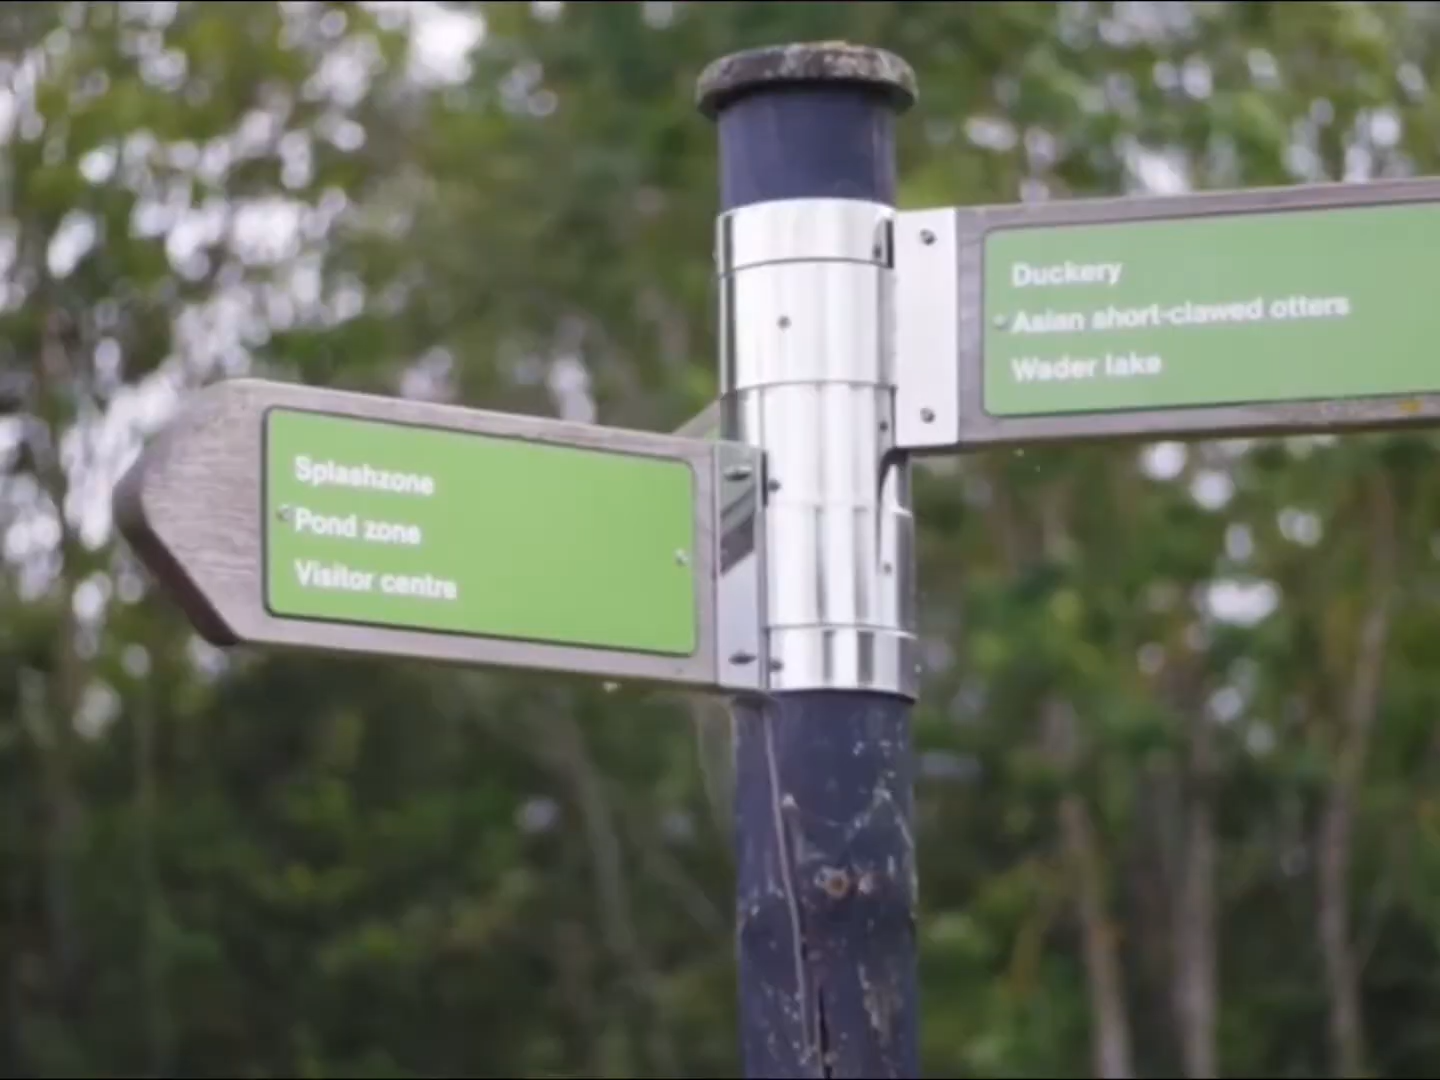 Duckery
Asian short-clawed otters
Wader lake
Splashzone
Pond zone
Visitor centre